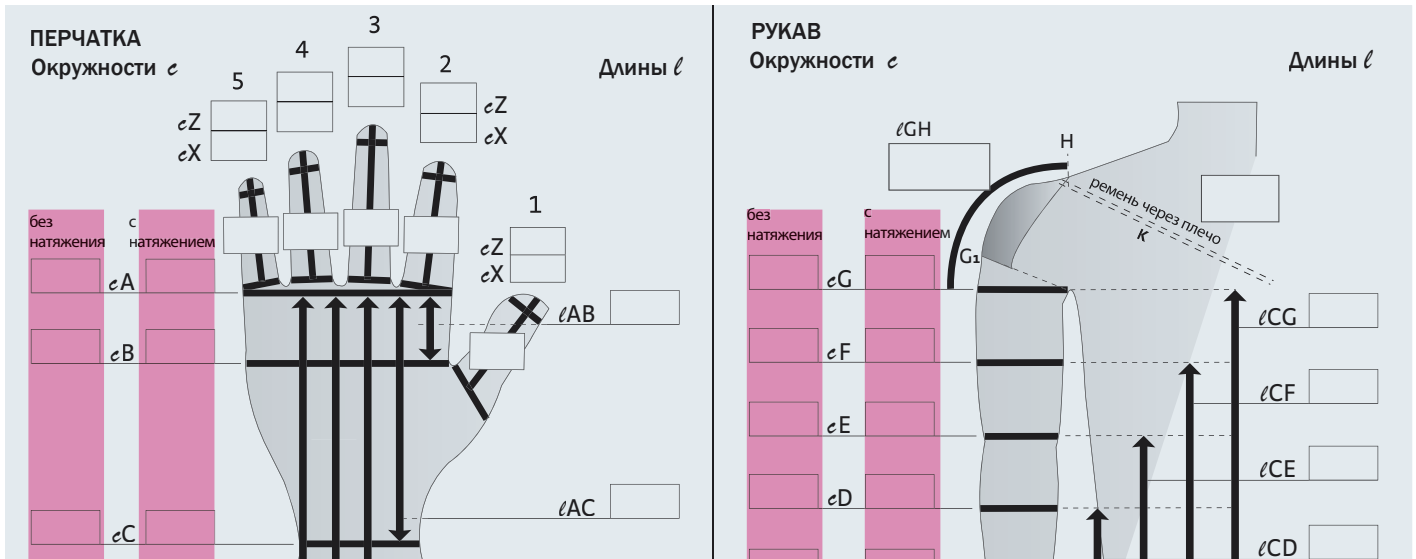 ПЕРЧАТКА
Окружности c
Длины ℓ
3
4
2
5
cZ
cX
cZ
cX
1
cZ
cX
без
натяжения
с
натяжением
cA
ℓAB
cB
ℓAC
cC
РУКАВ
Окружности c
Длины ℓ
ℓGH
H
ремень через плечо
K
без
натяжения
с
натяжением
G1
cG
ℓCG
cF
ℓCF
cE
ℓCE
cD
ℓCD